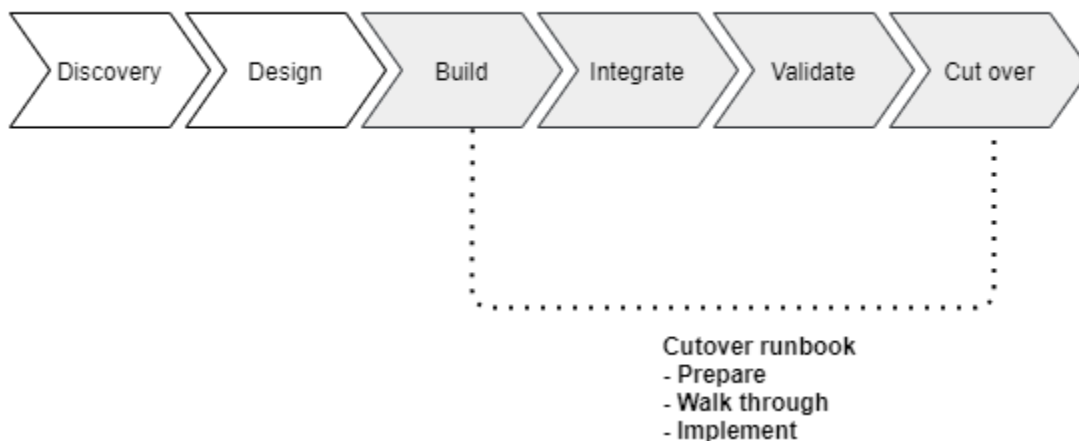 Discovery
Design
Build
Integrate
Validate
Cut over
Cutover runbook
- Prepare
- Walk through
- Implement